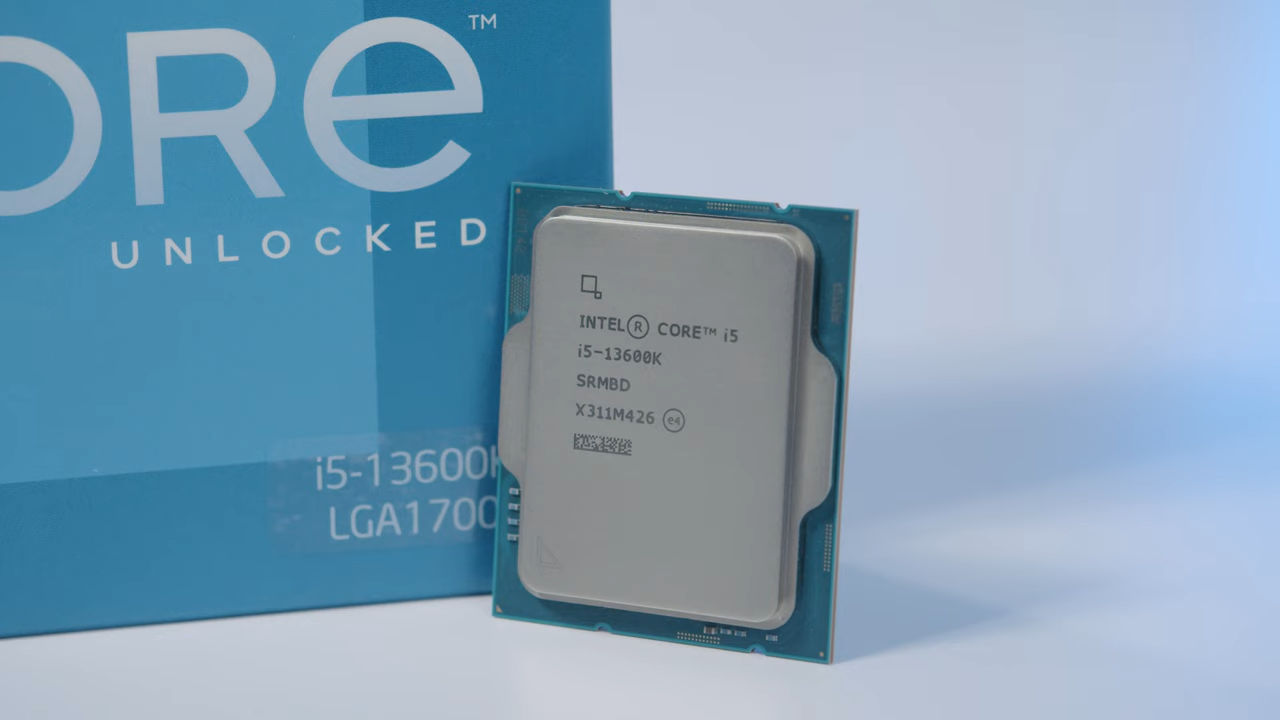 ORe™
UNLOCKED
i5-13600K
LGA1700
INTEL® CORE™ i5
i5-13600K
SRMBD
X311M426 e4